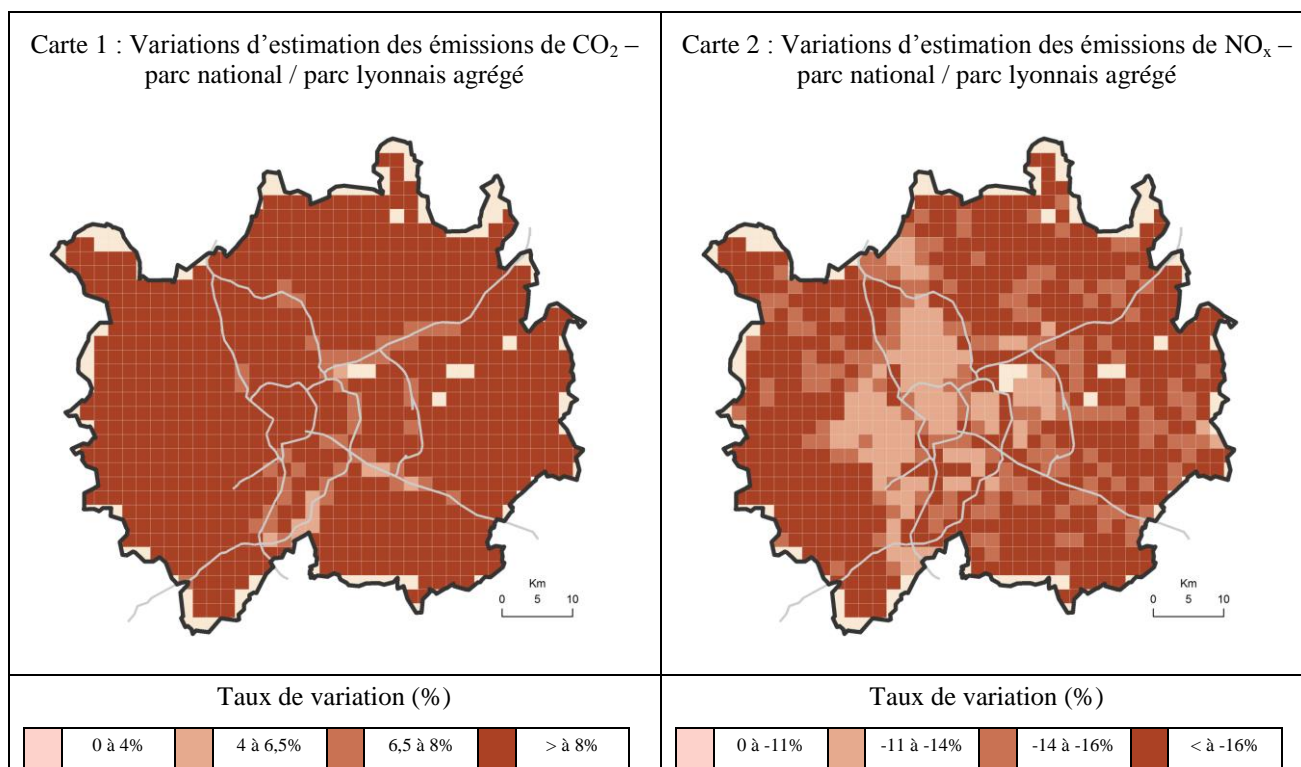 Carte 1 : Variations d’estimation des émissions de CO₂ –
parc national / parc lyonnais agrégé
Carte 2 : Variations d’estimation des émissions de NOₓ –
parc national / parc lyonnais agrégé
Km
0 5 10
Km
0 5 10
Taux de variation (%)
0 à 4% 4 à 6,5% 6,5 à 8% > à 8%
Taux de variation (%)
0 à -11% -11 à -14% -14 à -16% < à -16%